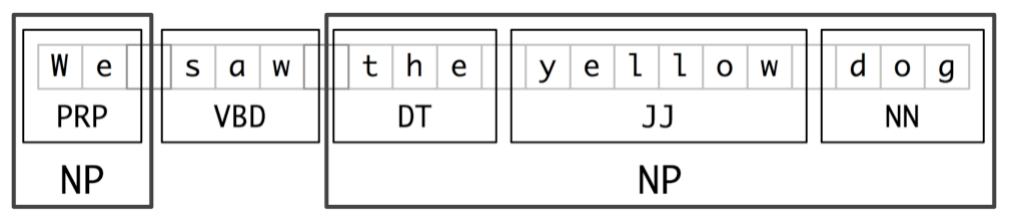 We saw the yellow dog
PRP VBD DT JJ NN
NP NP